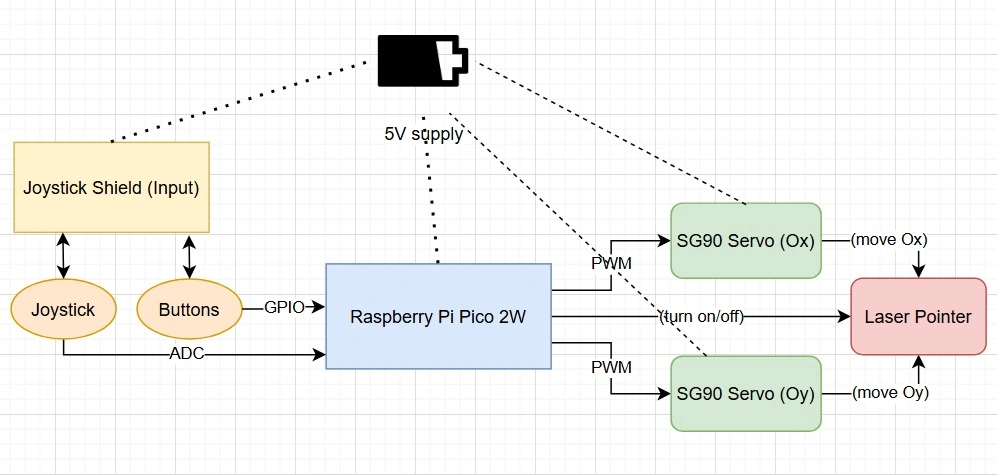 5V supply
Joystick Shield (Input)
Joystick
Buttons
GPIO
ADC
Raspberry Pi Pico 2W
PWM
(turn on/off)
PWM
SG90 Servo (Ox)
(move Ox)
Laser Pointer
SG90 Servo (Oy)
(move Oy)